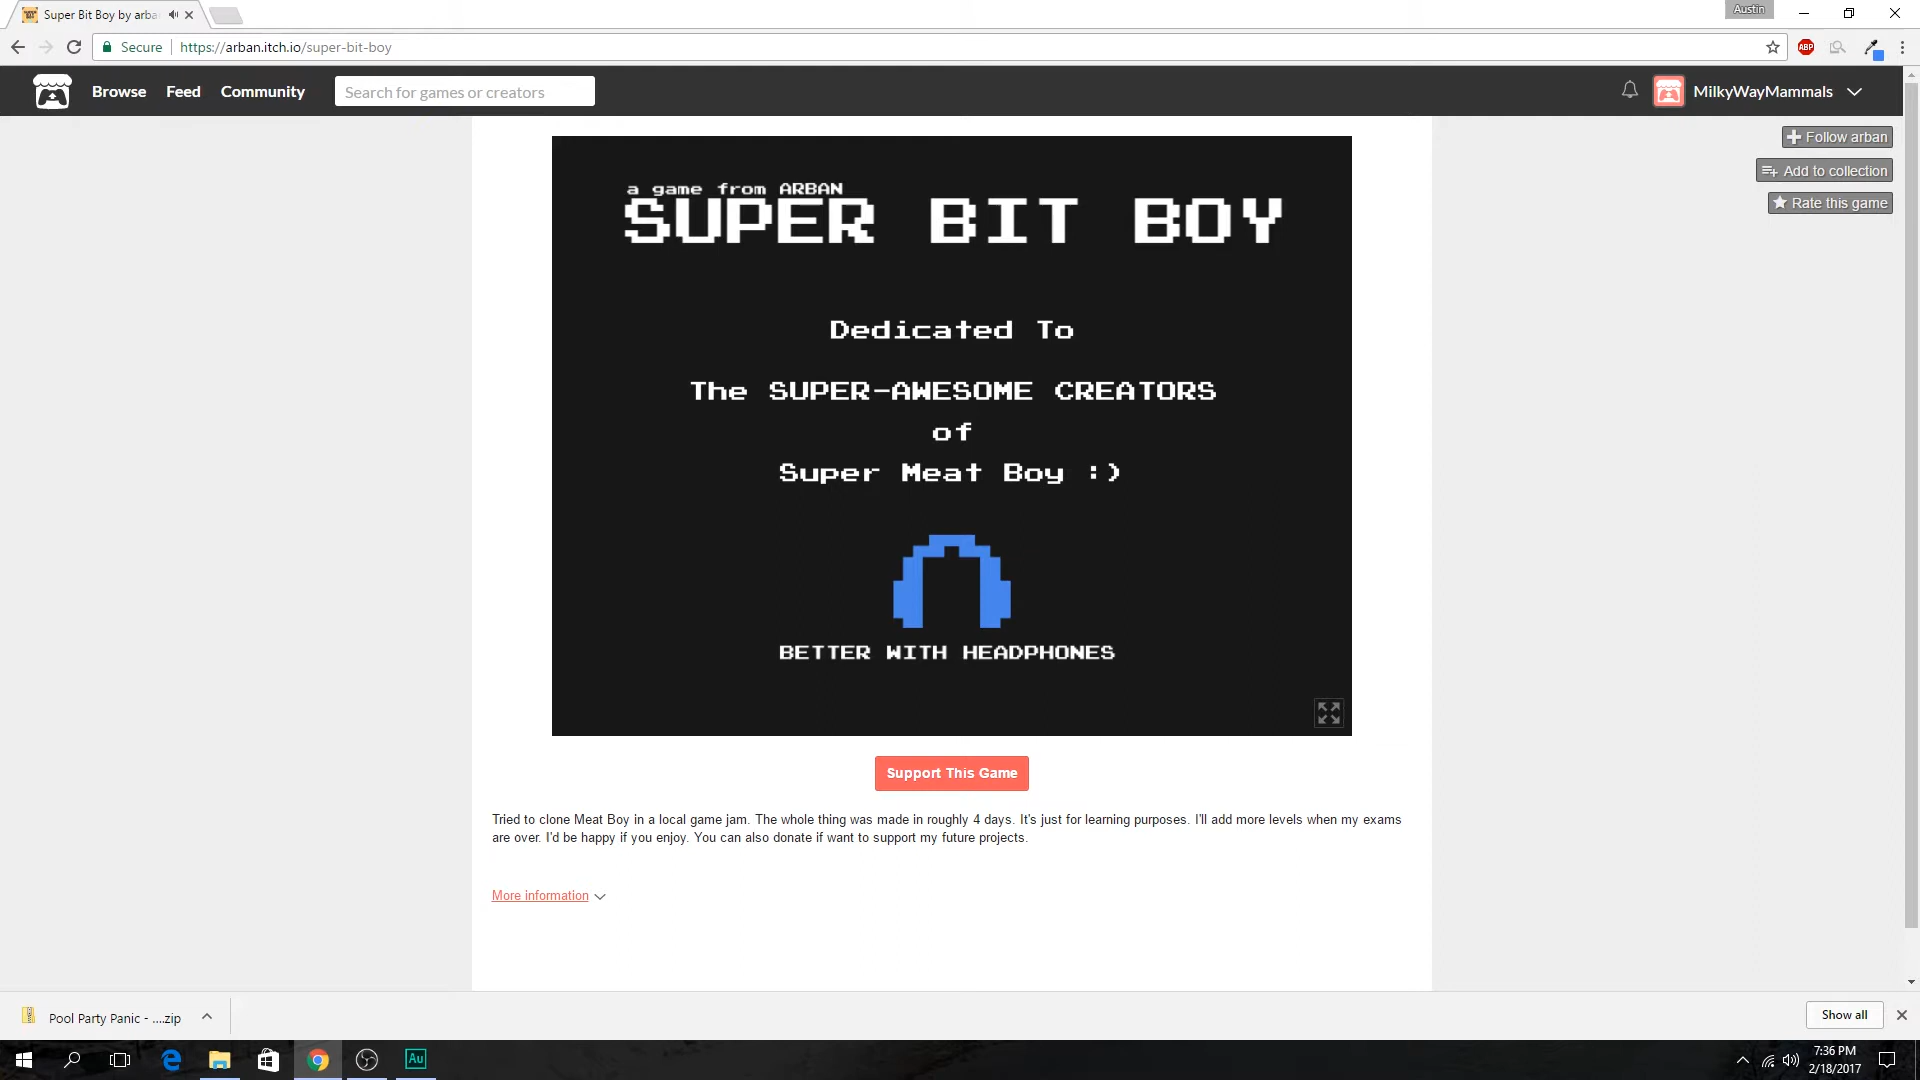 Super Bit Boy by arba
Austin
Secure
https://arban.itch.io/super-bit-boy
ABP
Browse
Feed
Community
Search for games or creators
MilkyWayMammals
Follow arban
Add to collection
Rate this game
a game from ARBAN
SUPER BIT BOY
Dedicated To
The SUPER-AWESOME CREATORS
of
Super Meat Boy :)
BETTER WITH HEADPHONES
Support This Game
Tried to clone Meat Boy in a local game jam. The whole thing was made in roughly 4 days. It's just for learning purposes. I'll add more levels when my exams
are over. I'd be happy if you enjoy. You can also donate if want to support my future projects.
More information
Pool Party Panic - ....zip
Show all
Au
7:36 PM
2/18/2017